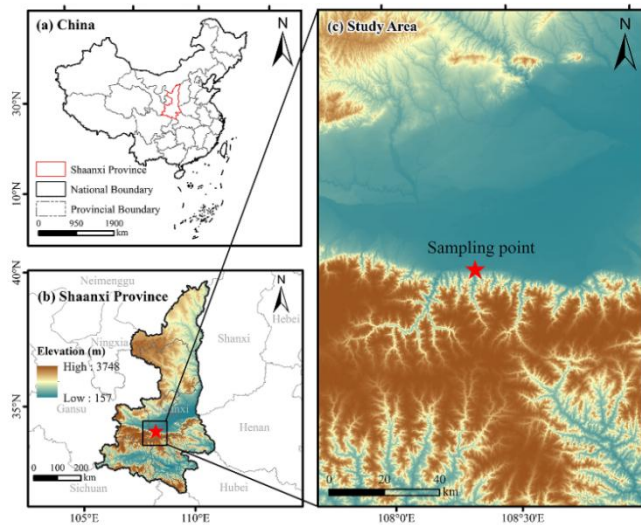 (a) China
N
30°N
10°N
Shaanxi Province
National Boundary
Provincial Boundary
0 950 1900
km
40°N
(b) Shaanxi Province
N
Neimenggu
Hebei
Ningxia
Shanxi
Elevation (m)
High : 3748
Low : 157
35°N
Gansu
Henan
0 100 200
km
Sichuan
Hubei
105°E
110°E
(c) Study Area
N
Sampling point
0 20 40
km
108°0'E
108°30'E